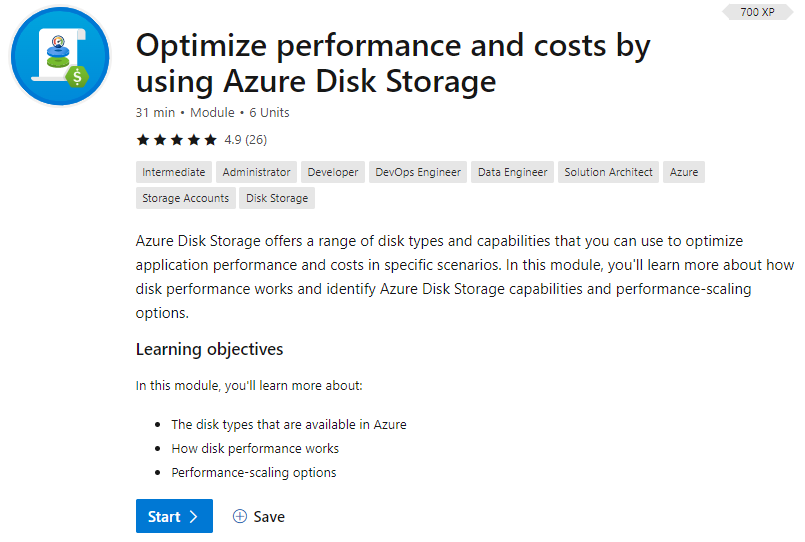 700 XP
Optimize performance and costs by
using Azure Disk Storage
31 min • Module • 6 Units
★★★★★ 4.9 (26)
Intermediate Administrator Developer DevOps Engineer Data Engineer Solution Architect Azure
Storage Accounts Disk Storage
Azure Disk Storage offers a range of disk types and capabilities that you can use to optimize
application performance and costs in specific scenarios. In this module, you'll learn more about how
disk performance works and identify Azure Disk Storage capabilities and performance-scaling
options.
Learning objectives
In this module, you'll learn more about:
• The disk types that are available in Azure
• How disk performance works
• Performance-scaling options
Start > ⊕ Save
$